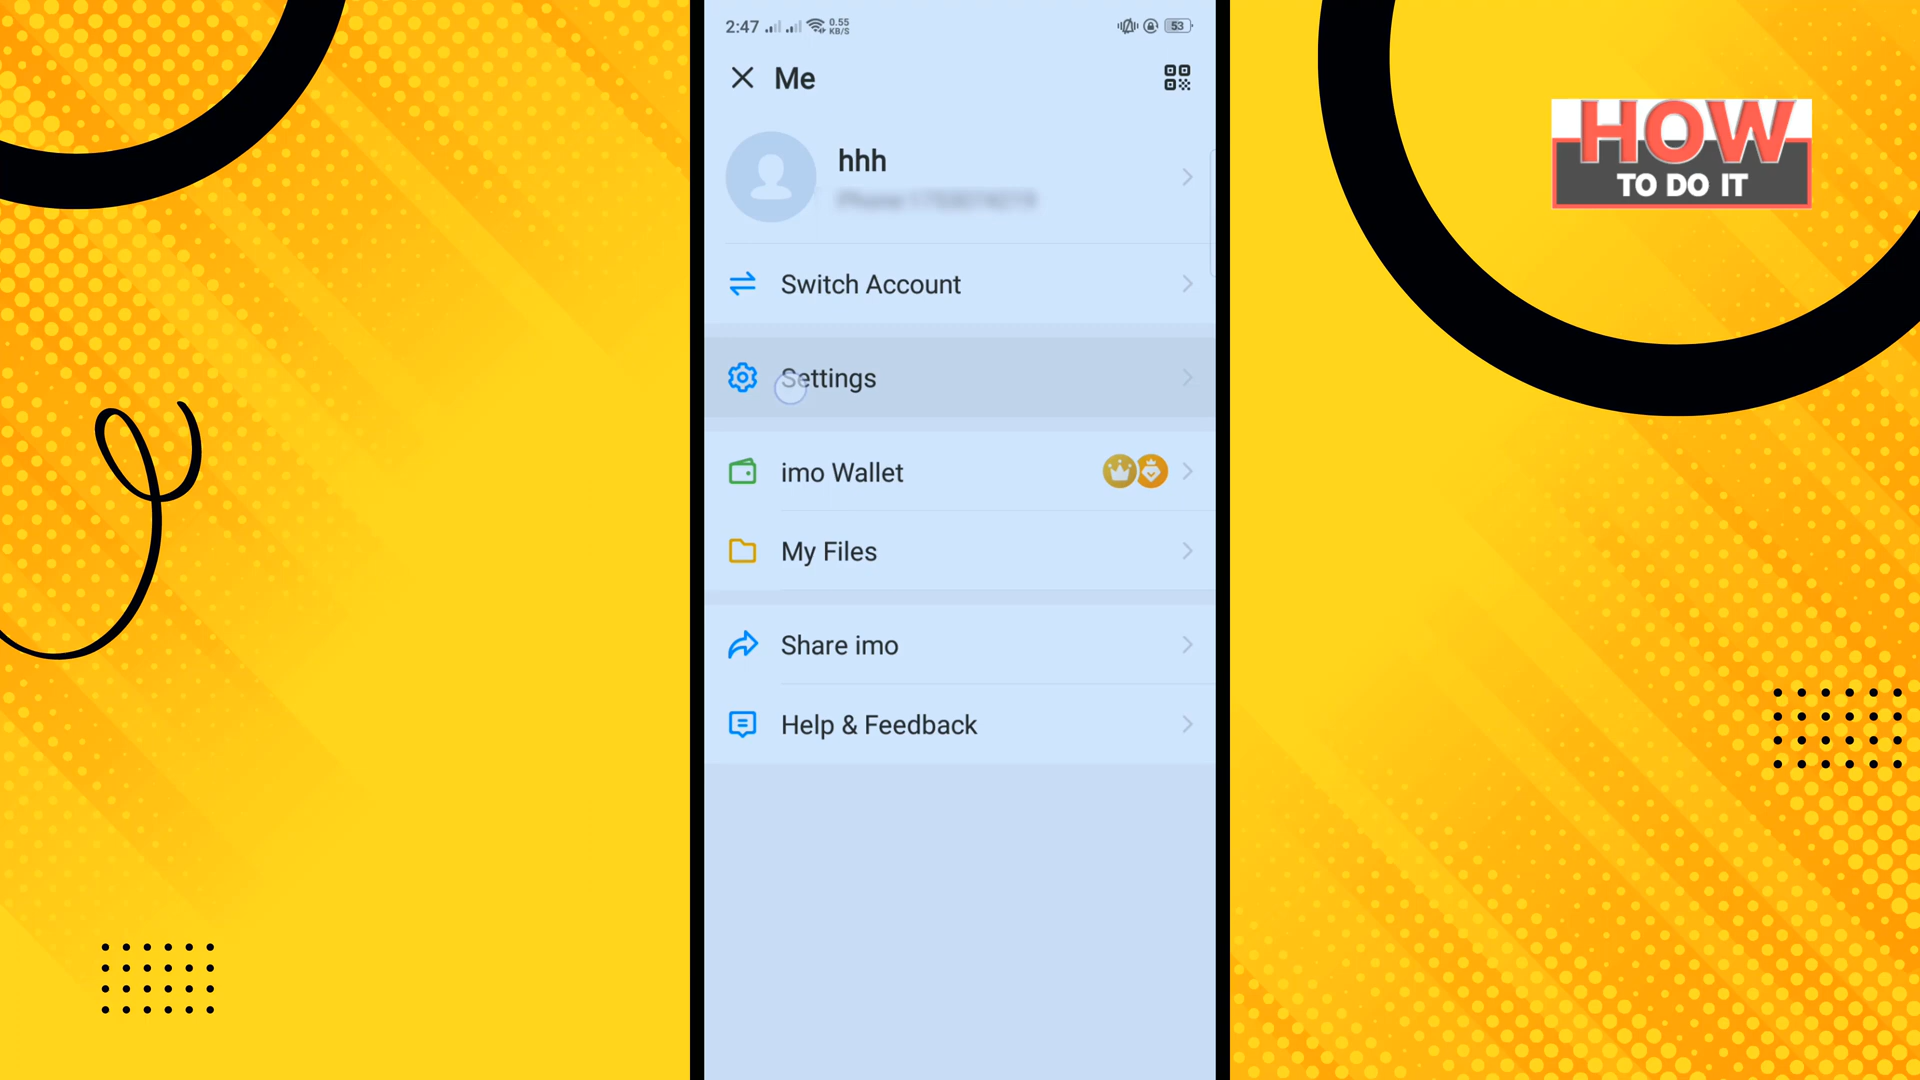 2:47
0.55
KB/S
53
Me
HOW
TO DO IT
hhh
Switch Account
Settings
imo Wallet
My Files
Share imo
Help & Feedback